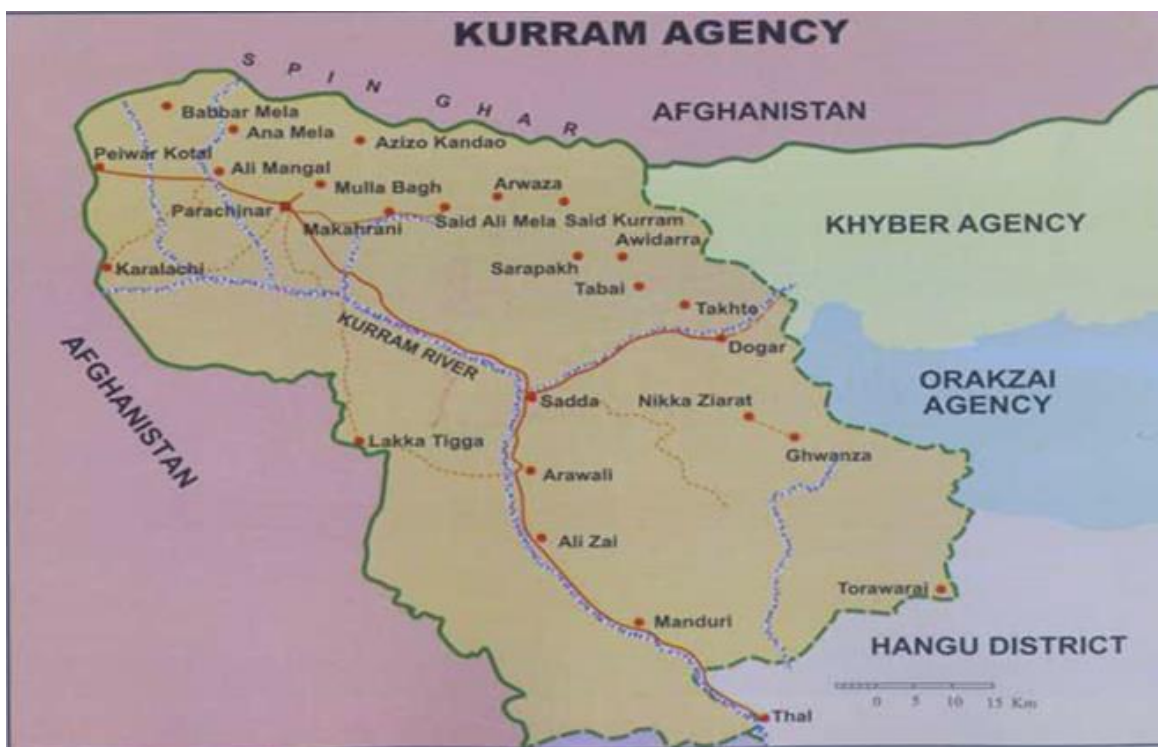 KURRAM AGENCY
SPIN GHAR
AFGHANISTAN
Babbar Mela
Ana Mela
Azizo Kandao
Peiwar Kotal
Ali Mangal
Mulla Bagh
Arwaza
Parachinar
Makahrani
Said Ali Mela
Said Kurram
KHYBER AGENCY
Awidarra
Karalachi
Sarapakh
Tabai
Takhte
KURRAM RIVER
Dogar
AFGHANISTAN
ORAKZAI
AGENCY
Sadda
Nikka Ziarat
Lakka Tigga
Ghwanza
Arawali
Ali Zai
Torawarai
Manduri
HANGU DISTRICT
0 5 10 15 Km
Thal